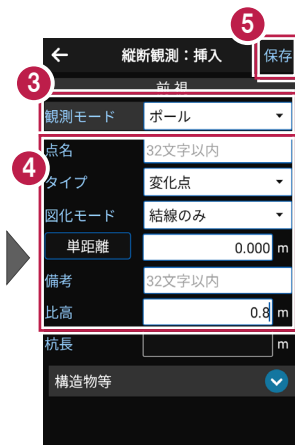 5
← 縦断観測：挿入 保存
3
前視
観測モード ポール
4
点名 32文字以内
タイプ 変化点
図化モード 結線のみ
単距離 0.000 m
備考 32文字以内
比高 0.8 m
杭長 m
構造物等